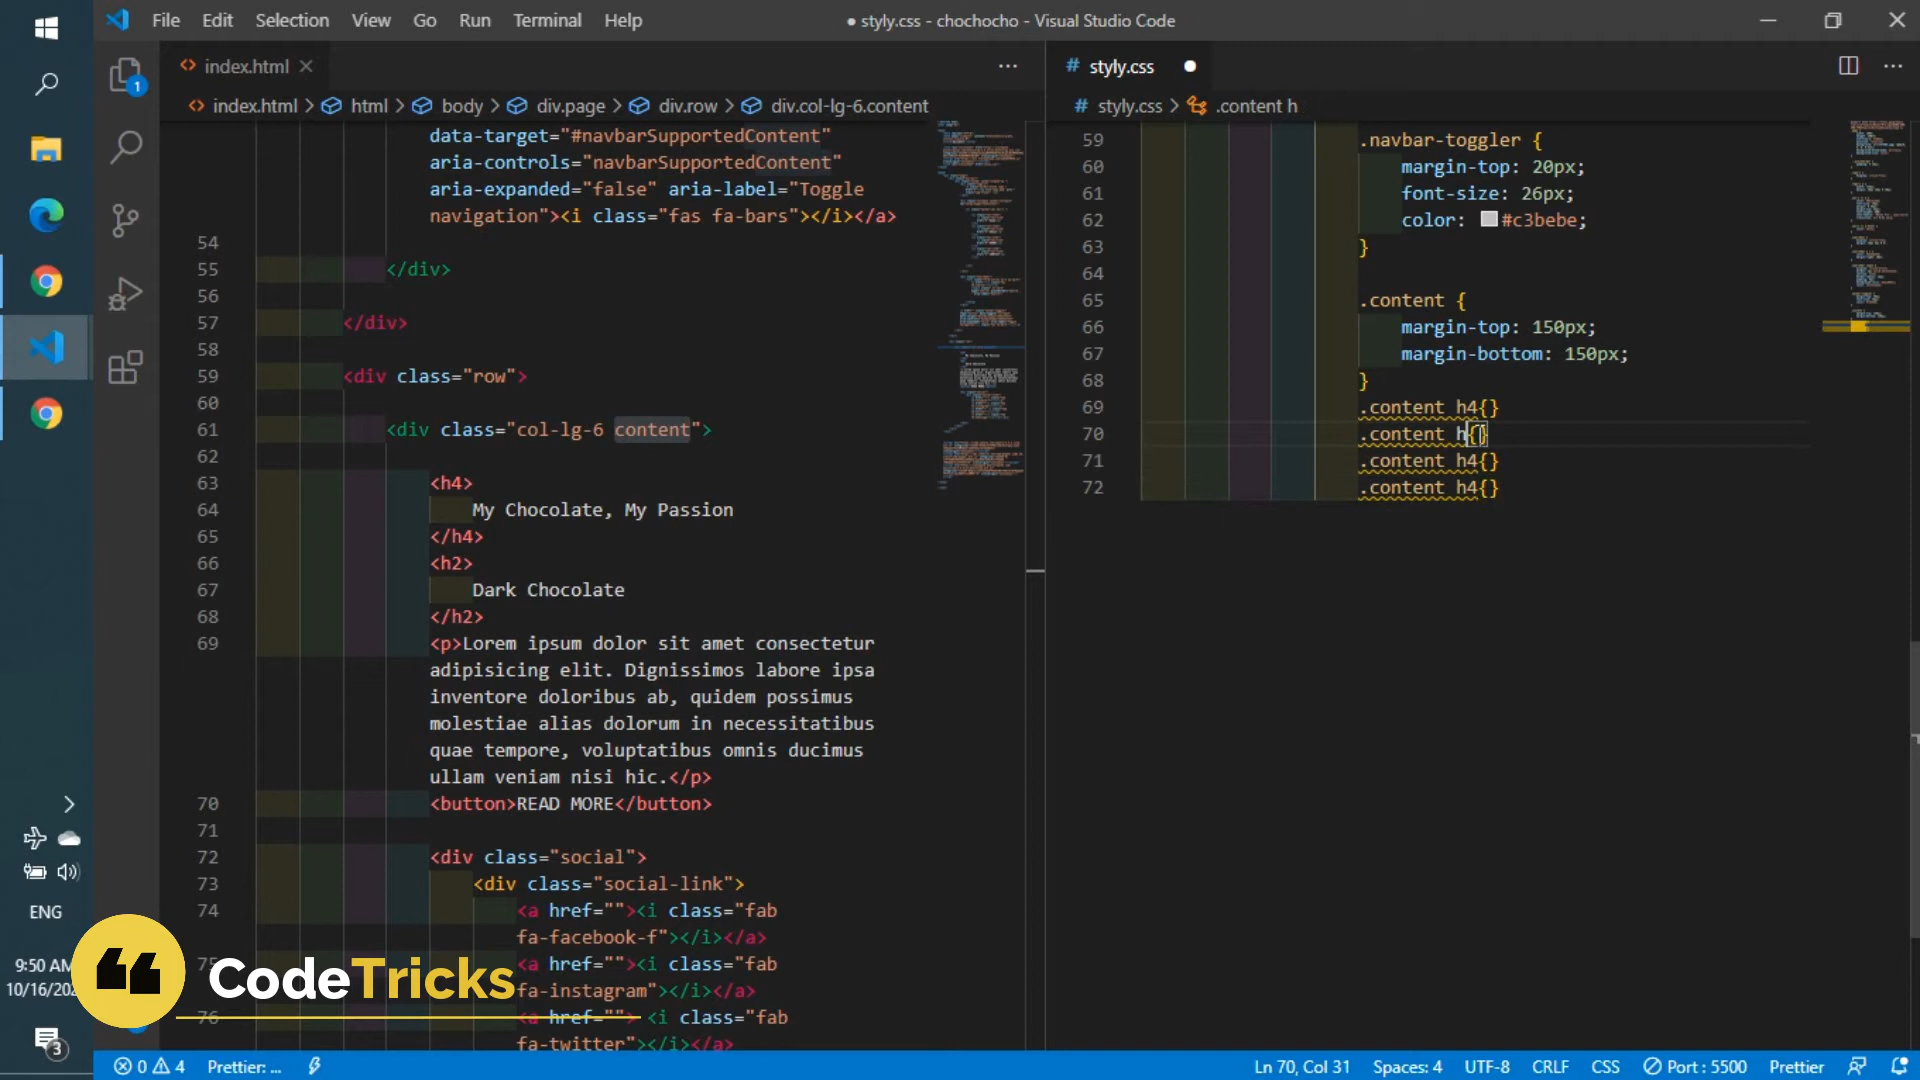 File Edit Selection View Go Run Terminal Help
● styly.css - chochocho - Visual Studio Code
index.html
index.html > html > body > div.page > div.row > div.col-lg-6.content
data-target="#navbarSupportedContent"
aria-controls="navbarSupportedContent"
aria-expanded="false" aria-label="Toggle
navigation"><i class="fas fa-bars"></i></a>
54
55 </div>
56
57 </div>
58
59 <div class="row">
60
61 <div class="col-lg-6 content">
62
63 <h4>
64 My Chocolate, My Passion
65 </h4>
66 <h2>
67 Dark Chocolate
68 </h2>
69 <p>Lorem ipsum dolor sit amet consectetur
adipisicing elit. Dignissimos labore ipsa
inventore doloribus ab, quidem possimus
molestiae alias dolorum in necessitatibus
quae tempore, voluptatibus omnis ducimus
ullam veniam nisi hic.</p>
70 <button>READ MORE</button>
71
72 <div class="social">
73 <div class="social-link">
74 <a href=""><i class="fab
fa-facebook-f"></i></a>
75 <a href=""><i class="fab
fa-instagram"></i></a>
76 <a href=""> <i class="fab
fa-twitter"></i></a>
# styly.css ●
# styly.css > .content h
59 .navbar-toggler {
60 margin-top: 20px;
61 font-size: 26px;
62 color: #c3bebe;
63 }
64
65 .content {
66 margin-top: 150px;
67 margin-bottom: 150px;
68 }
69 .content h4{}
70 .content h{}
71 .content h4{}
72 .content h4{}
1
ENG
9:50 AM
10/16/202
3
CodeTricks
0 4 Prettier: ...
Ln 70, Col 31 Spaces: 4 UTF-8 CRLF CSS Port : 5500 Prettier